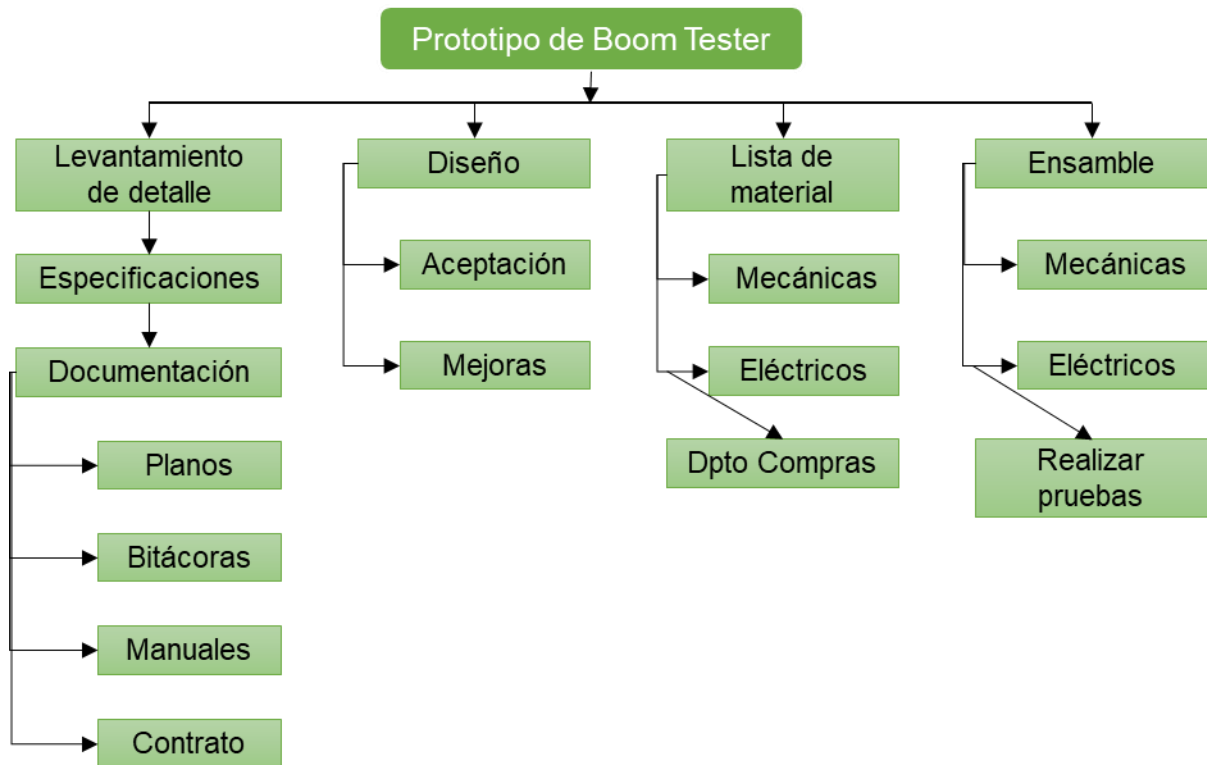 Prototipo de Boom Tester
Levantamiento
de detalle
Especificaciones
Documentación
Planos
Bitácoras
Manuales
Contrato
Diseño
Aceptación
Mejoras
Lista de
material
Mecánicas
Eléctricos
Dpto Compras
Ensamble
Mecánicas
Eléctricos
Realizar
pruebas